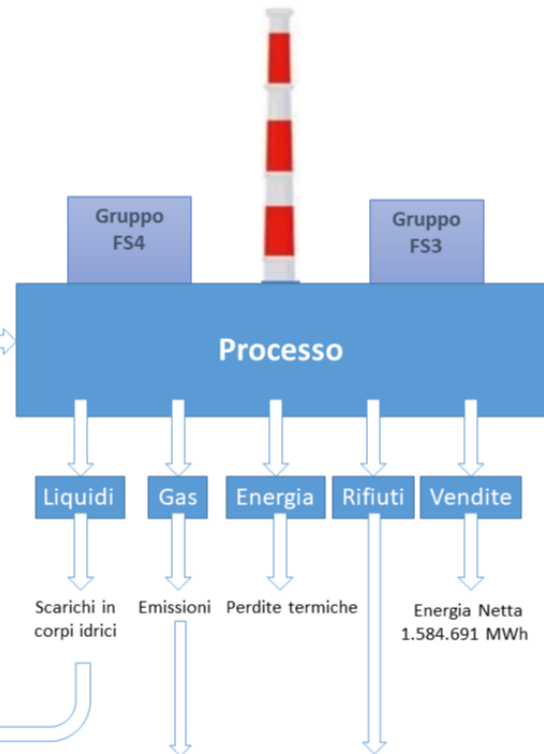 Gruppo
FS4
Gruppo
FS3
Processo
Liquidi
Gas
Energia
Rifiuti
Vendite
Scarichi in
corpi idrici
Emissioni
Perdite termiche
Energia Netta
1.584.691 MWh